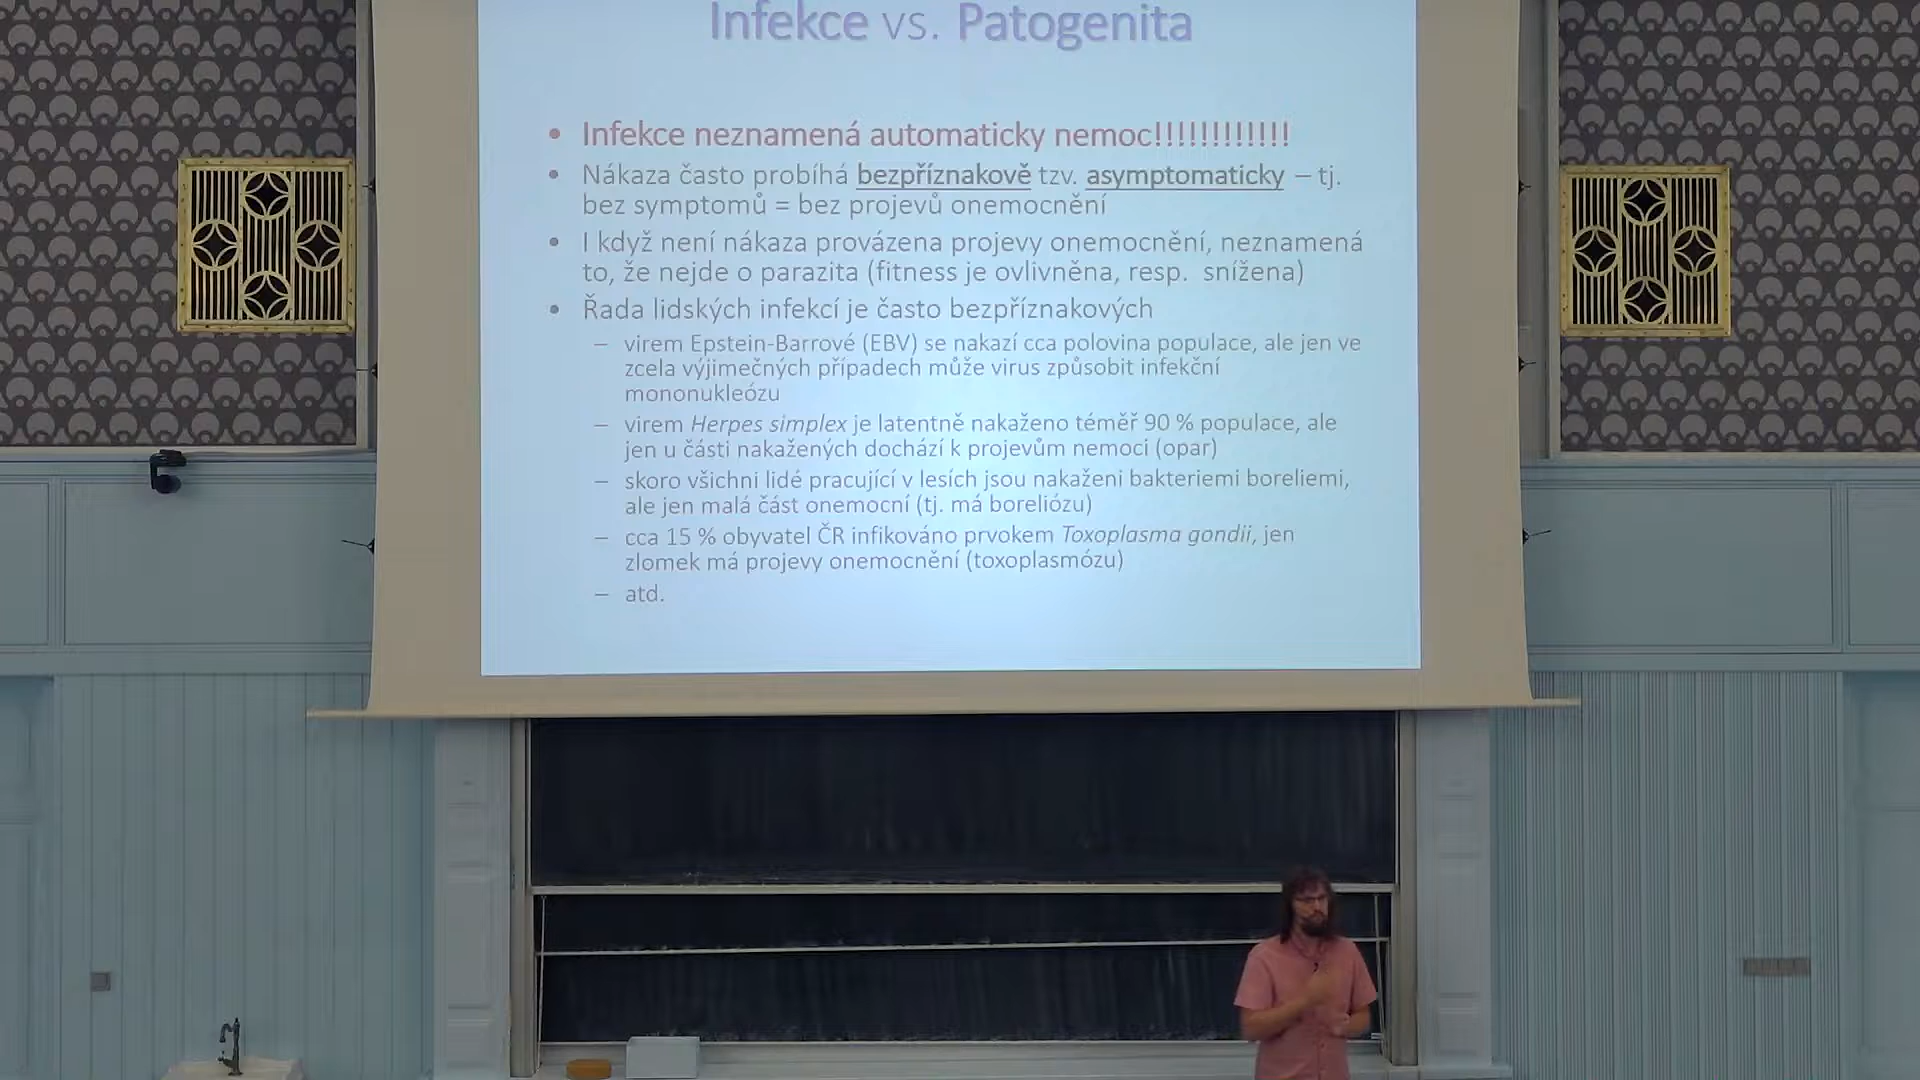 Infekce vs. Patogenita
• Infekce neznamená automaticky nemoc!!!!!!!!!!!!
• Nákaza často probíhá bezpříznakově tzv. asymptomaticky – tj.
bez symptomů = bez projevů onemocnění
• I když není nákaza provázena projevy onemocnění, neznamená
to, že nejde o parazita (fitness je ovlivněna, resp. snížena)
• Řada lidských infekcí je často bezpříznakových
– virem Epstein-Barrové (EBV) se nakazí cca polovina populace, ale jen ve
zcela výjimečných případech může virus způsobit infekční
mononukleózu
– virem Herpes simplex je latentně nakaženo téměř 90 % populace, ale
jen u části nakažených dochází k projevům nemoci (opar)
– skoro všichni lidé pracující v lesích jsou nakaženi bakteriemi boreliemi,
ale jen malá část onemocní (tj. má boreliózu)
– cca 15 % obyvatel ČR infikováno prvokem Toxoplasma gondii, jen
zlomek má projevy onemocnění (toxoplasmózu)
– atd.